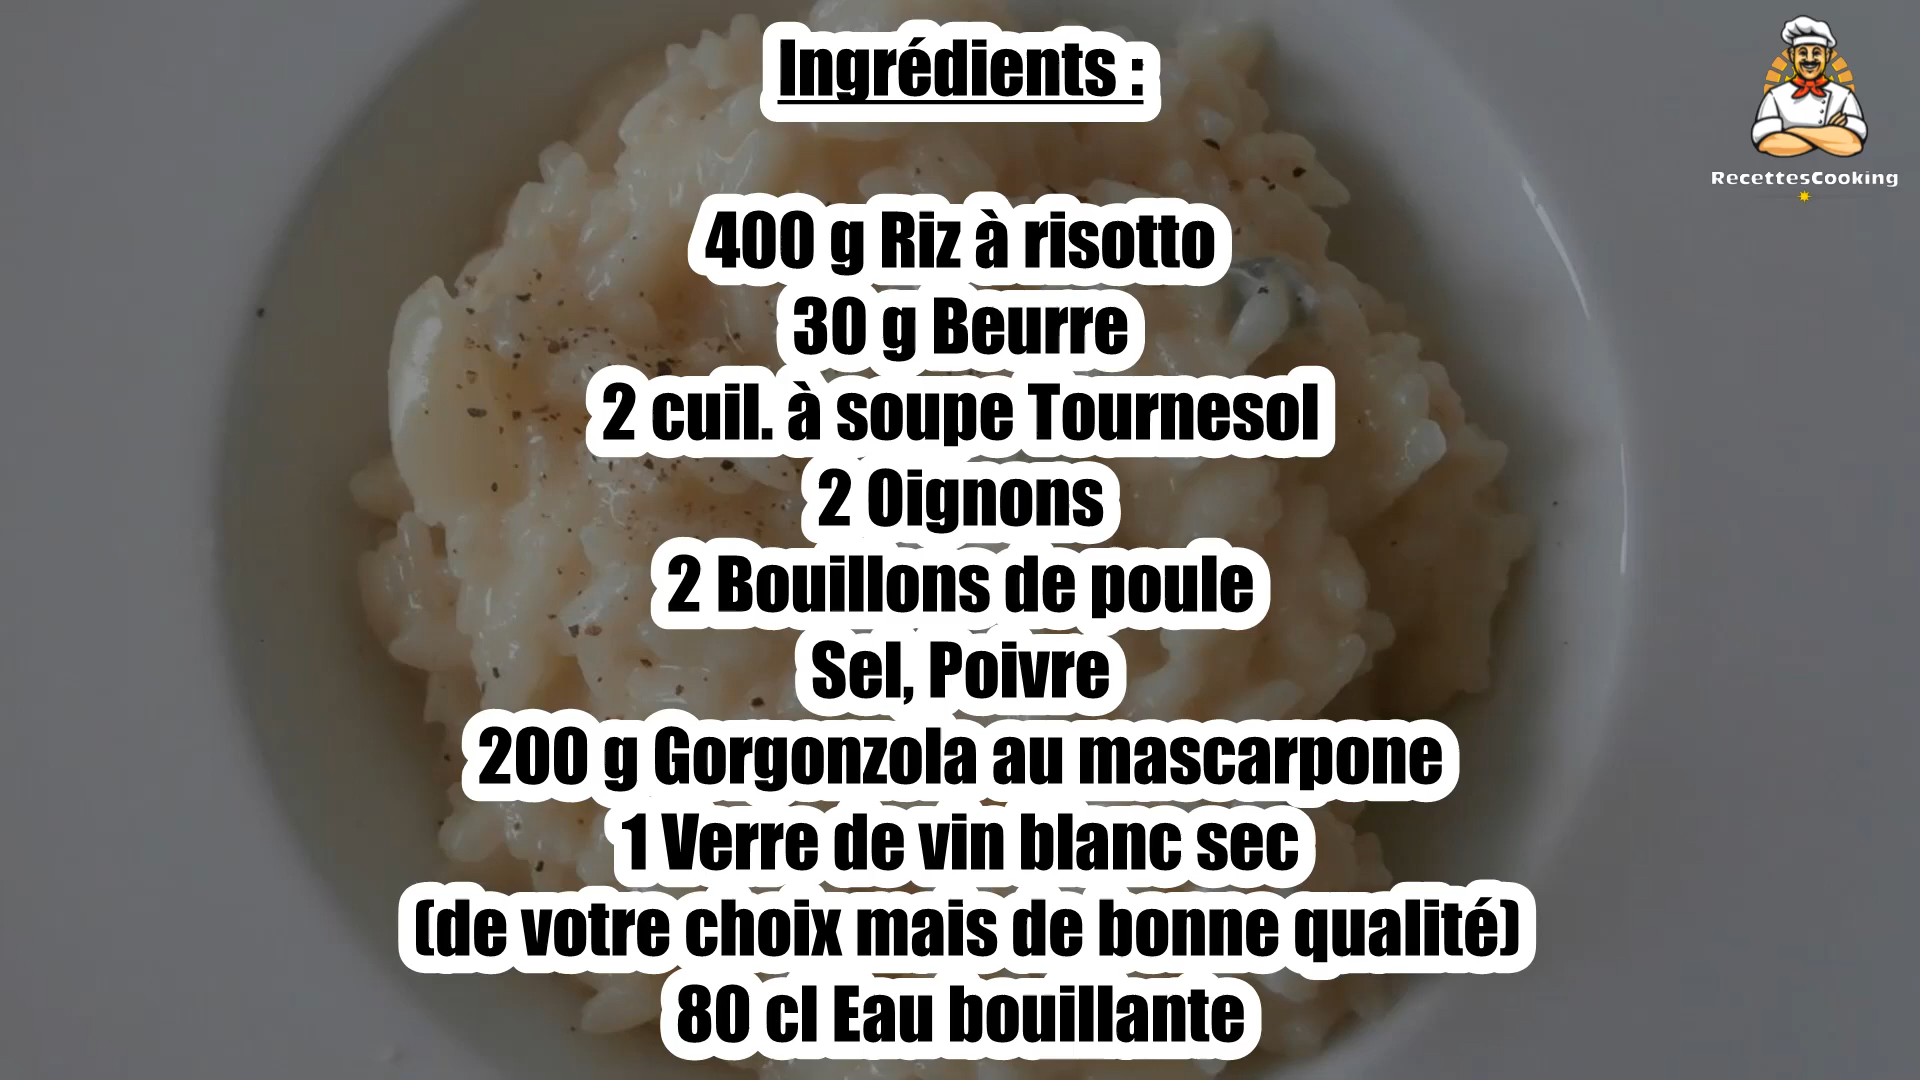 Ingrédients :
RecettesCooking
400 g Riz à risotto
30 g Beurre
2 cuil. à soupe Tournesol
2 Oignons
2 Bouillons de poule
Sel, Poivre
200 g Gorgonzola au mascarpone
1 Verre de vin blanc sec
(de votre choix mais de bonne qualité)
80 cl Eau bouillante